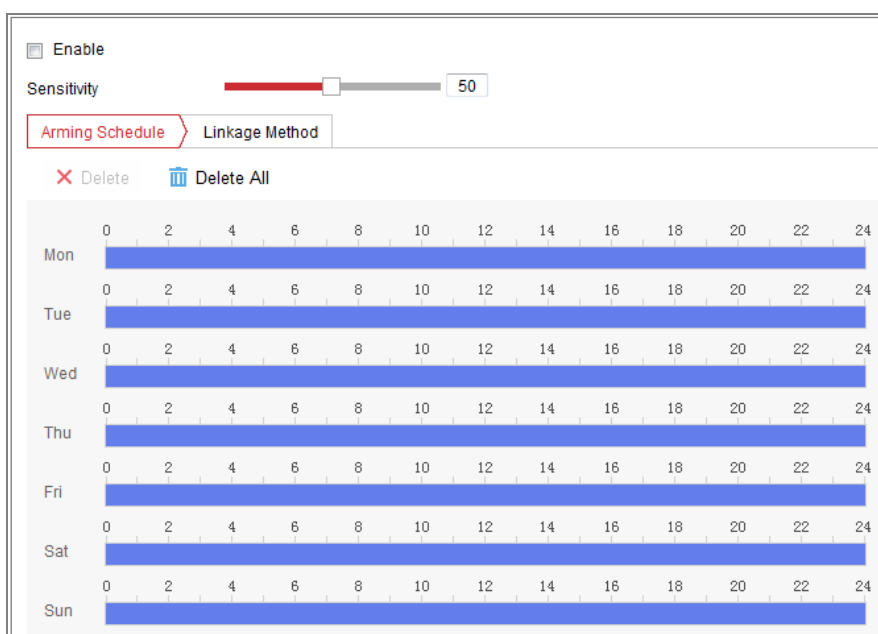 Enable
Sensitivity 50
Arming Schedule Linkage Method
Delete Delete All
0 2 4 6 8 10 12 14 16 18 20 22 24
Mon
0 2 4 6 8 10 12 14 16 18 20 22 24
Tue
0 2 4 6 8 10 12 14 16 18 20 22 24
Wed
0 2 4 6 8 10 12 14 16 18 20 22 24
Thu
0 2 4 6 8 10 12 14 16 18 20 22 24
Fri
0 2 4 6 8 10 12 14 16 18 20 22 24
Sat
0 2 4 6 8 10 12 14 16 18 20 22 24
Sun